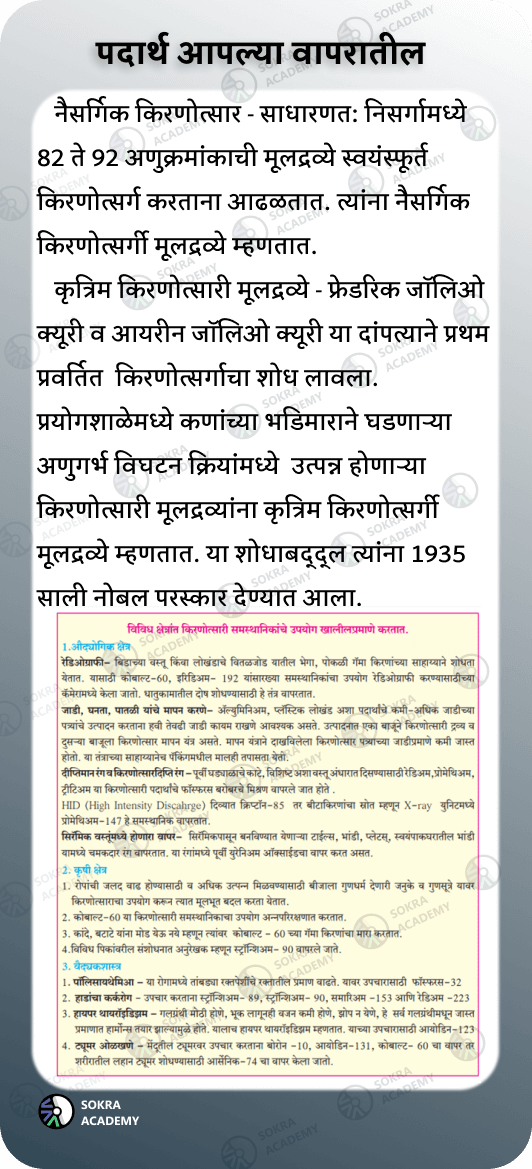 पदार्थ आपल्या वापरातील
नैसर्गिक किरणोत्सार - साधारणत: निसर्गामध्ये
82 ते 92 अणुक्रमांकाची मूलद्रव्ये स्वयंस्फूर्त
किरणोत्सर्ग करताना आढळतात. त्यांना नैसर्गिक
किरणोत्सर्गी मूलद्रव्ये म्हणतात.
कृत्रिम किरणोत्सारी मूलद्रव्ये - फ्रेडरिक जॉलिओ
क्यूरी व आयरीन जॉलिओ क्यूरी या दांपत्याने प्रथम
प्रवर्तित किरणोत्सर्गाचा शोध लावला.
प्रयोगशाळेमध्ये कणांच्या भडिमाराने घडणाऱ्या
अणुगर्भ विघटन क्रियांमध्ये उत्पन्न होणाऱ्या
किरणोत्सारी मूलद्रव्यांना कृत्रिम किरणोत्सर्गी
मूलद्रव्ये म्हणतात. या शोधाबद्द्ल त्यांना 1935
साली नोबल परस्कार देण्यात आला.
विविध क्षेत्रांत किरणोत्सारी समस्थानिकांचे उपयोग खालीलप्रमाणे करतात.
1.औद्योगिक क्षेत्र
रेडिओग्राफी– बिडाच्या वस्तू किंवा लोखंडाचे वितळजोड यातील भेगा, पोकळी गॅमा किरणांच्या साहाय्याने शोधता
येतात. यासाठी कोबाल्ट-60, इरिडिअम- 192 यांसारख्या समस्थानिकांचा उपयोग रेडिओग्राफी करण्यासाठीच्या
कॅमेरामध्ये केला जातो. धातुकामातील दोष शोधण्यासाठी हे तंत्र वापरतात.
जाडी, घनता, पातळी यांचे मापन करणे- ॲल्युमिनिअम, प्लॅस्टिक लोखंड अशा पदार्थांचे कमी-अधिक जाडीच्या
पत्र्यांचे उत्पादन करताना हवी तेवढी जाडी कायम राखणे आवश्यक असते. उत्पादनात एका बाजूने किरणोत्सारी द्रव्य व
दुसऱ्या बाजूला किरणोत्सार मापन यंत्र असते. मापन यंत्राने दाखविलेला किरणोत्सार पत्र्याच्या जाडीप्रमाणे कमी जास्त
होतो. या तंत्राच्या साहाय्यानेच पॅकिंगमधील मालही तपासता येतो.
दीप्तिमान रंग व किरणोत्सारदिप्ति रंग – पूर्वी घड्याळाचे काटे, विशिष्ट अशा वस्तू अंधारात दिसण्यासाठी रेडिअम, प्रोमेथिअम,
ट्रीटिअम या किरणोत्सारी पदार्थांचे फॉस्फरस बरोबरचे मिश्रण वापरले जात होते .
HID (High Intensity Discahrge) दिव्यात क्रिप्टॉन-85 तर बीटाकिरणांचा स्रोत म्हणून X-ray युनिटमध्ये
प्रोमेथिअम-147 हे समस्थानिक वापरतात.
सिरॅमिक वस्तूंमध्ये होणारा वापर– सिरॅमिकपासून बनविण्यात येणाऱ्या टाईल्स, भांडी, प्लेटस्, स्वयंपाकघरातील भांडी
यामध्ये चमकदार रंग वापरतात. या रंगांमध्ये पूर्वी युरेनिअम ऑक्साईडचा वापर करत असत.
2. कृषी क्षेत्र
1. रोपांची जलद वाढ होण्यासाठी व अधिक उत्पन्न मिळवण्यासाठी बीजाला गुणधर्म देणारी जनुके व गुणसूत्रे यावर
किरणोत्साराचा उपयोग करून त्यात मूलभूत बदल करता येतात.
2. कोबाल्ट-60 या किरणोत्सारी समस्थानिकाचा उपयोग अन्नपरिरक्षणात करतात.
3. कांदे, बटाटे यांना मोड येऊ नये म्हणून त्यांवर कोबाल्ट - 60 च्या गॅमा किरणांचा मारा करतात.
4.विविध पिकांवरील संशोधनात अनुरेखक म्हणून स्ट्रॉन्शिअम- 90 वापरले जाते.
3. वैद्यकशास्त्र
1. पॉलिसायथेमिआ – या रोगामध्ये तांबड्या रक्तपेशींचे रक्तातील प्रमाण वाढते. यावर उपचारासाठी फॉस्फरस-32
2. हाडांचा कर्करोग – उपचार करताना स्ट्रॉन्शिअम- 89, स्ट्रॉन्शिअम- 90, समारिअम -153 आणि रेडिअम -223
3. हायपर थायरॉइडिझम – गलग्रंथी मोठी होणे, भूक लागूनही वजन कमी होणे, झोप न येणे, हे सर्व गलग्रंथीमधून जास्त
प्रमाणात हार्मोन्स तयार झाल्यामुळे होते. यालाच हायपर थायरॉइडिझम म्हणतात. याच्या उपचारासाठी आयोडिन-123
4. ट्यूमर ओळखणे – मेंदूतील ट्यूमरवर उपचार करताना बोरोन -10, आयोडिन-131, कोबाल्ट- 60 चा वापर तर
शरीरातील लहान ट्यूमर शोधण्यासाठी आर्सेनिक-74 चा वापर केला जातो.
SOKRA
ACADEMY